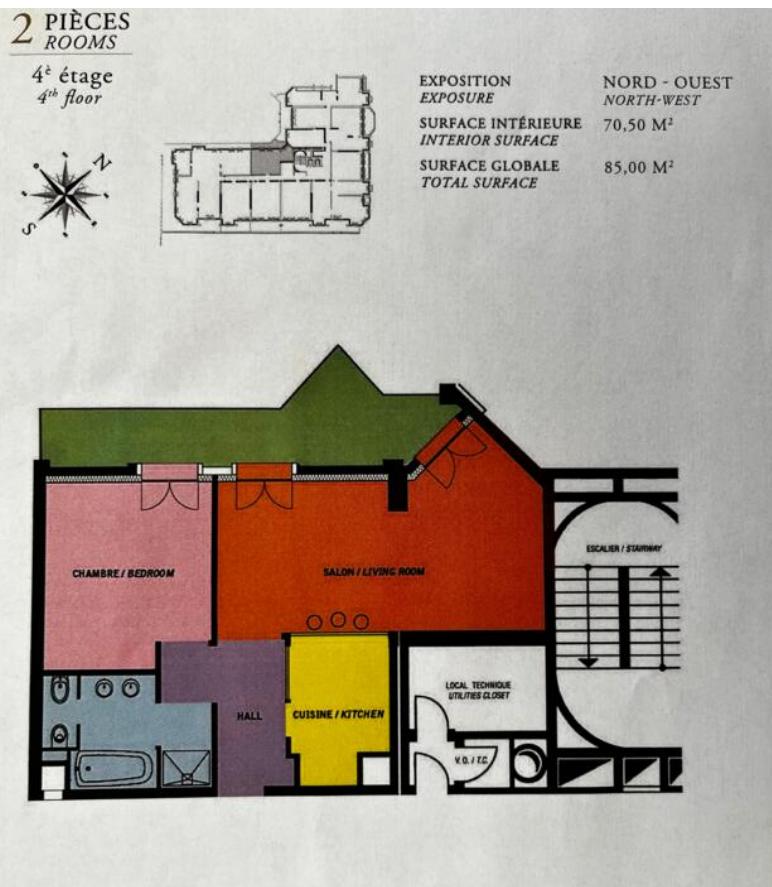 2 PIÈCES
ROOMS
4è étage
4th floor
N
S
EXPOSITION NORD - OUEST
EXPOSURE NORTH-WEST
SURFACE INTÉRIEURE 70,50 M²
INTERIOR SURFACE
SURFACE GLOBALE 85,00 M²
TOTAL SURFACE
ESCALIER / STAIRWAY
CHAMBRE / BEDROOM
SALON / LIVING ROOM
LOCAL TECHNIQUE
UTILITIES CLOSET
HALL
CUISINE / KITCHEN
V.O. / T.C.